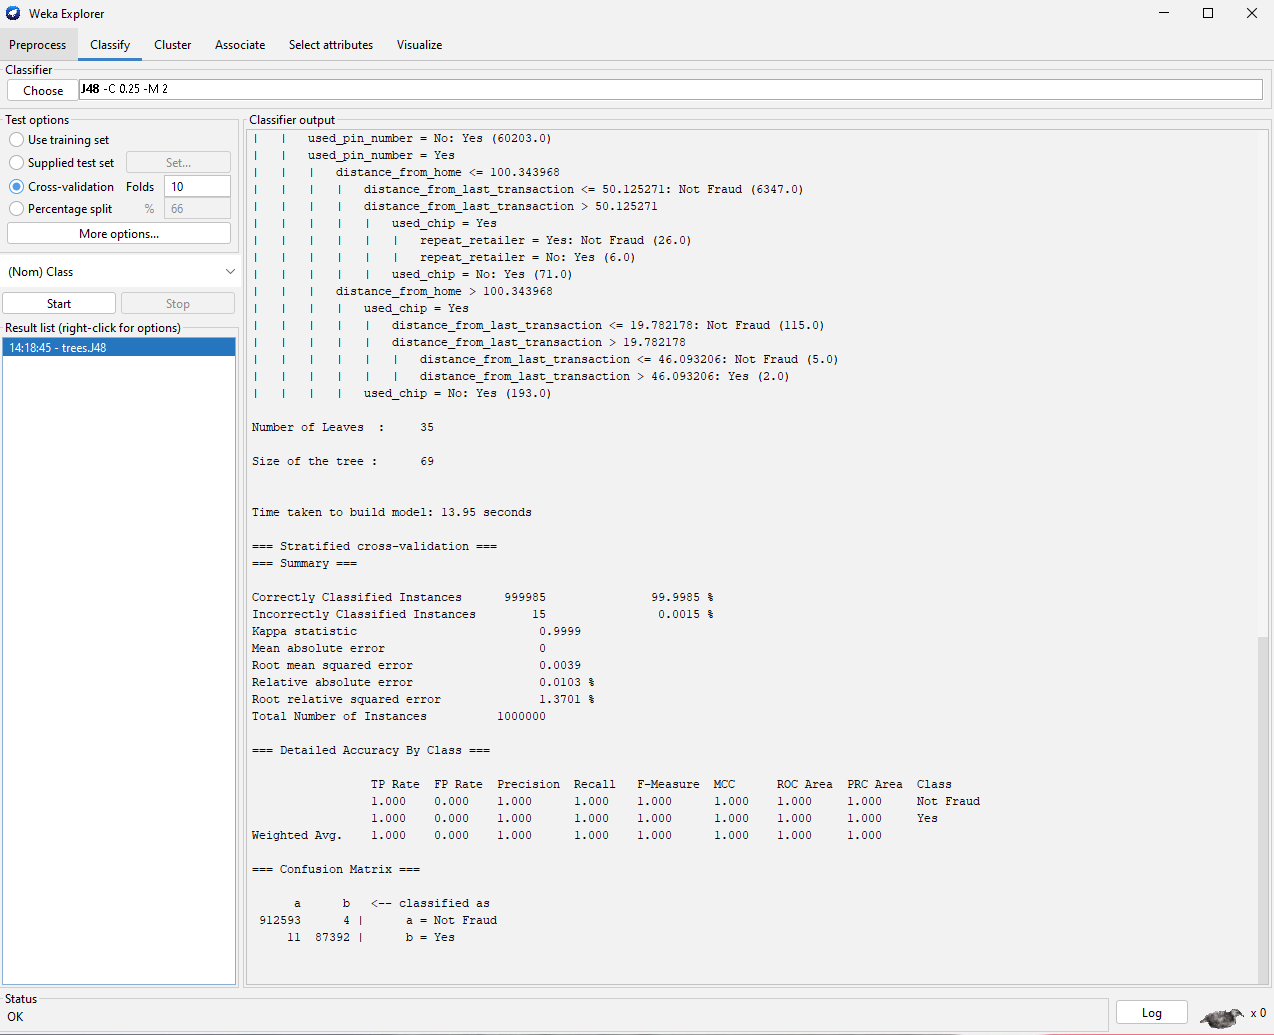 Weka Explorer
Preprocess Classify Cluster Associate Select attributes Visualize
Classifier
Choose J48 -C 0.25 -M 2
Test options
Use training set
Supplied test set Set...
Cross-validation Folds 10
Percentage split % 66
More options...
(Nom) Class
Start Stop
Result list (right-click for options)
14:18:45 - trees.J48
Classifier output
| | used_pin_number = No: Yes (60203.0)
| | used_pin_number = Yes
| | | distance_from_home <= 100.343968
| | | | distance_from_last_transaction <= 50.125271: Not Fraud (6347.0)
| | | | distance_from_last_transaction > 50.125271
| | | | | used_chip = Yes
| | | | | | repeat_retailer = Yes: Not Fraud (26.0)
| | | | | | repeat_retailer = No: Yes (6.0)
| | | | | used_chip = No: Yes (71.0)
| | | distance_from_home > 100.343968
| | | | used_chip = Yes
| | | | | distance_from_last_transaction <= 19.782178: Not Fraud (115.0)
| | | | | distance_from_last_transaction > 19.782178
| | | | | | distance_from_last_transaction <= 46.093206: Not Fraud (5.0)
| | | | | | distance_from_last_transaction > 46.093206: Yes (2.0)
| | | | used_chip = No: Yes (193.0)
Number of Leaves : 35
Size of the tree : 69
Time taken to build model: 13.95 seconds
=== Stratified cross-validation ===
=== Summary ===
Correctly Classified Instances 999985 99.9985 %
Incorrectly Classified Instances 15 0.0015 %
Kappa statistic 0.9999
Mean absolute error 0
Root mean squared error 0.0039
Relative absolute error 0.0103 %
Root relative squared error 1.3701 %
Total Number of Instances 1000000
=== Detailed Accuracy By Class ===
TP Rate FP Rate Precision Recall F-Measure MCC ROC Area PRC Area Class
1.000 0.000 1.000 1.000 1.000 1.000 1.000 1.000 Not Fraud
1.000 0.000 1.000 1.000 1.000 1.000 1.000 1.000 Yes
Weighted Avg. 1.000 0.000 1.000 1.000 1.000 1.000 1.000 1.000
=== Confusion Matrix ===
a b <-- classified as
912593 4 | a = Not Fraud
11 87392 | b = Yes
Status
OK
Log
x 0